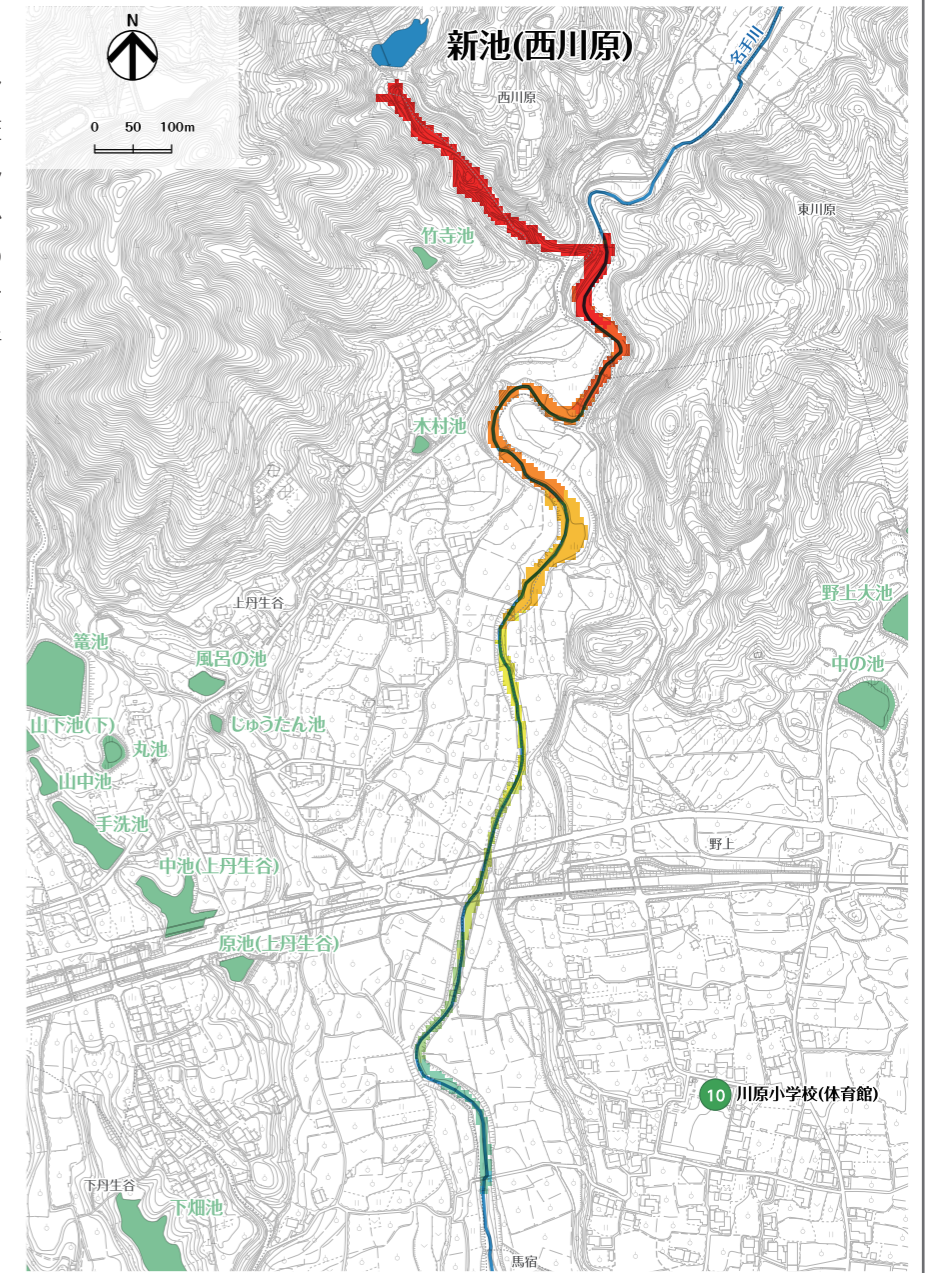 N
新池(西川原)
名手川
西川原
0 50 100m
東川原
竹寺池
木村池
野上大池
上丹生谷
篭池
風呂の池
中の池
山下池(下)
じゅうたん池
丸池
山中池
手洗池
野上
中池(上丹生谷)
原池(上丹生谷)
10 川原小学校(体育館)
下丹生谷
下畑池
馬宿